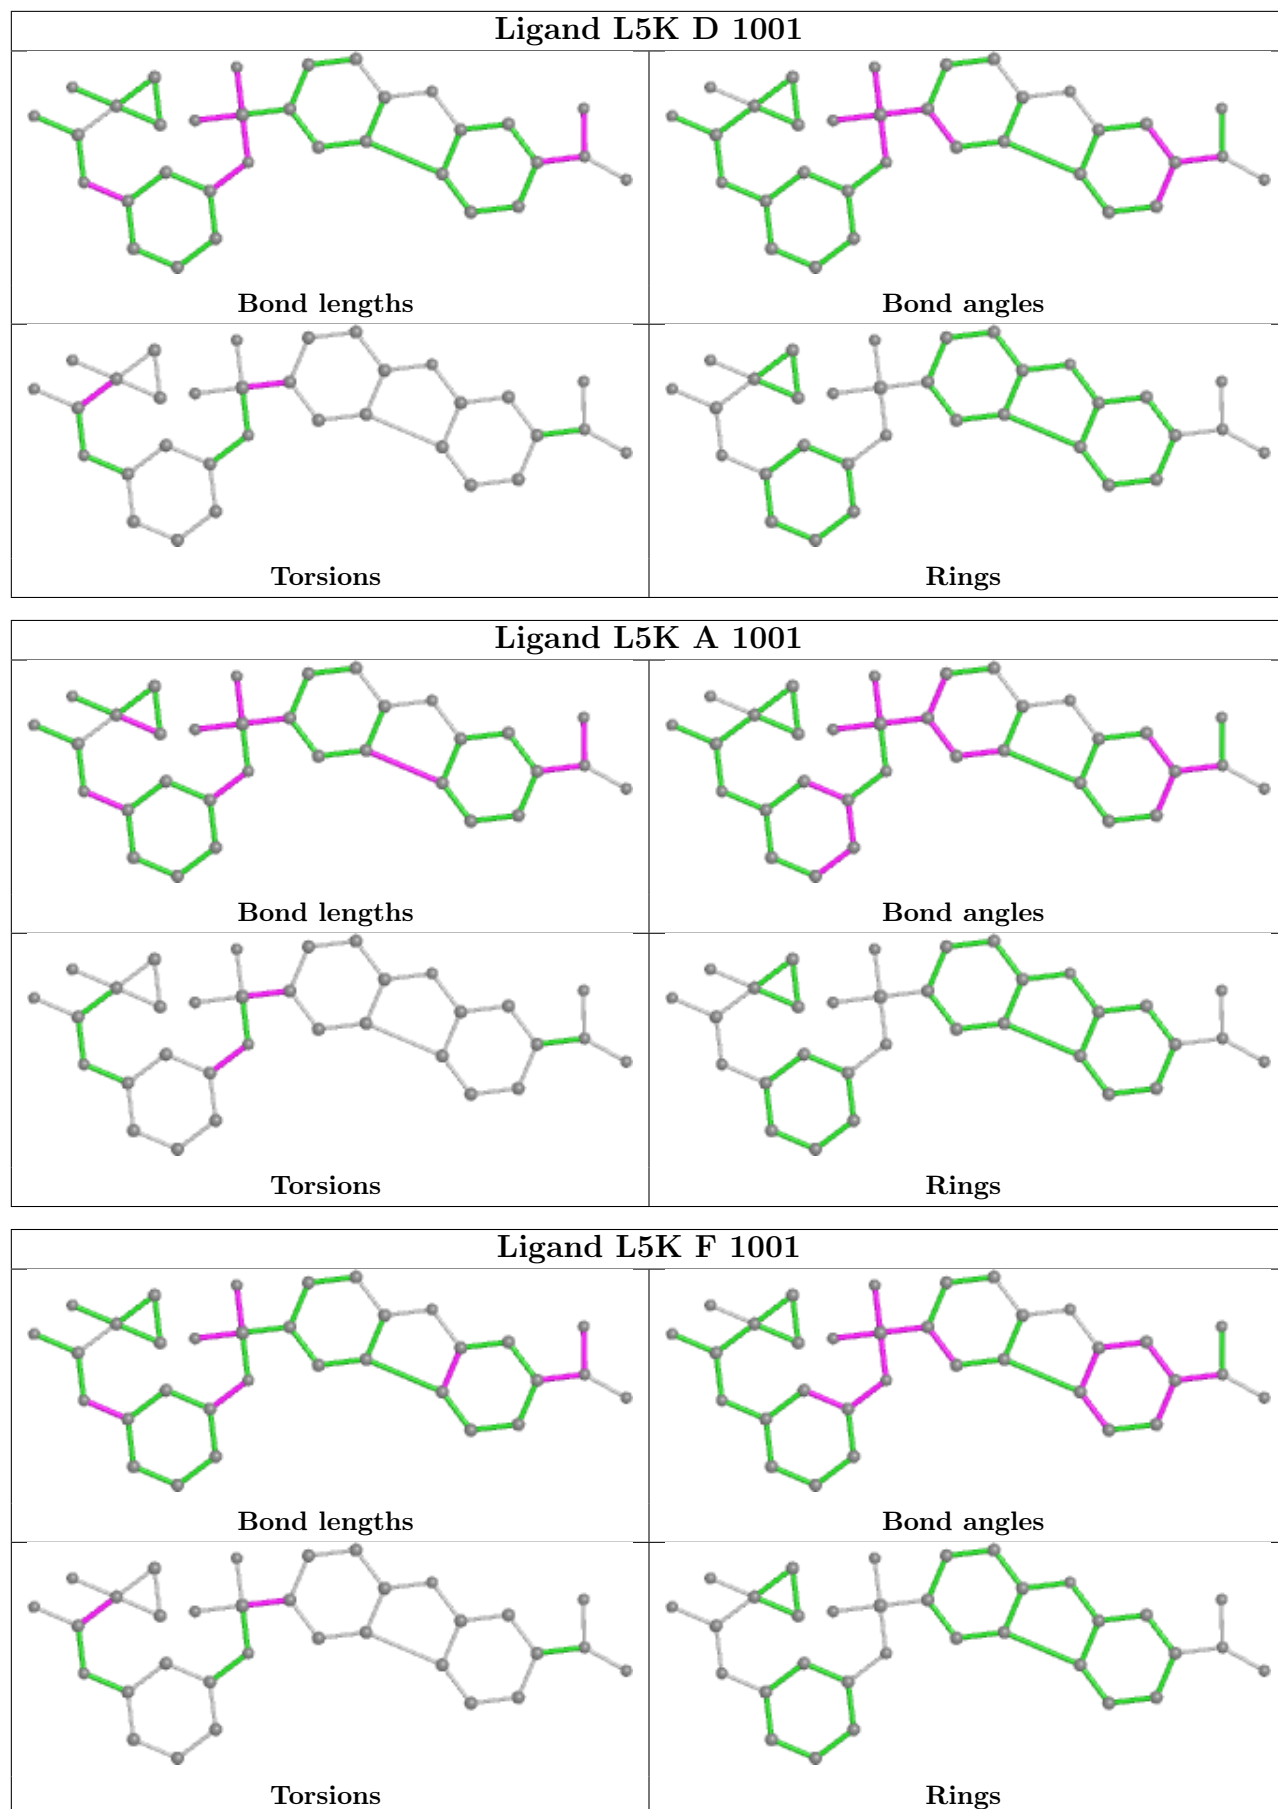 Ligand L5K D 1001
Bond lengths
Bond angles
Torsions
Rings
Ligand L5K A 1001
Bond lengths
Bond angles
Torsions
Rings
Ligand L5K F 1001
Bond lengths
Bond angles
Torsions
Rings